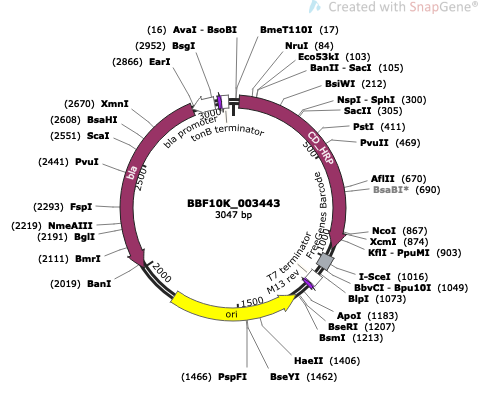 Created with SnapGene®
(16) AvaI - BsoBI
BmeT110I (17)
(2952) BsgI
NruI (84)
(2866) EarI
Eco53kI (103)
BanII - SacI (105)
BsiWI (212)
(2670) XmnI
NspI - SphI (300)
(2608) BsaHI
SacII (305)
(2551) ScaI
PstI (411)
(2441) PvuI
PvuII (469)
AflII (670)
BsaBI* (690)
(2293) FspI
(2219) NmeAIII
(2191) BglI
NcoI (867)
XcmI (874)
KflI - PpuMI (903)
(2111) BmrI
(2019) BanI
I-SceI (1016)
BbvCI - Bpu10I (1049)
BlpI (1073)
ApoI (1183)
BseRI (1207)
BsmI (1213)
HaeII (1406)
(1466) PspFI
BseYI (1462)
BBF10K_003443
3047 bp
bla promoter
tonB terminator
CD_HRP
FreeGenes Barcode
T7 terminator
M13 rev
ori
bla
500
1000
1500
2000
2500
3000